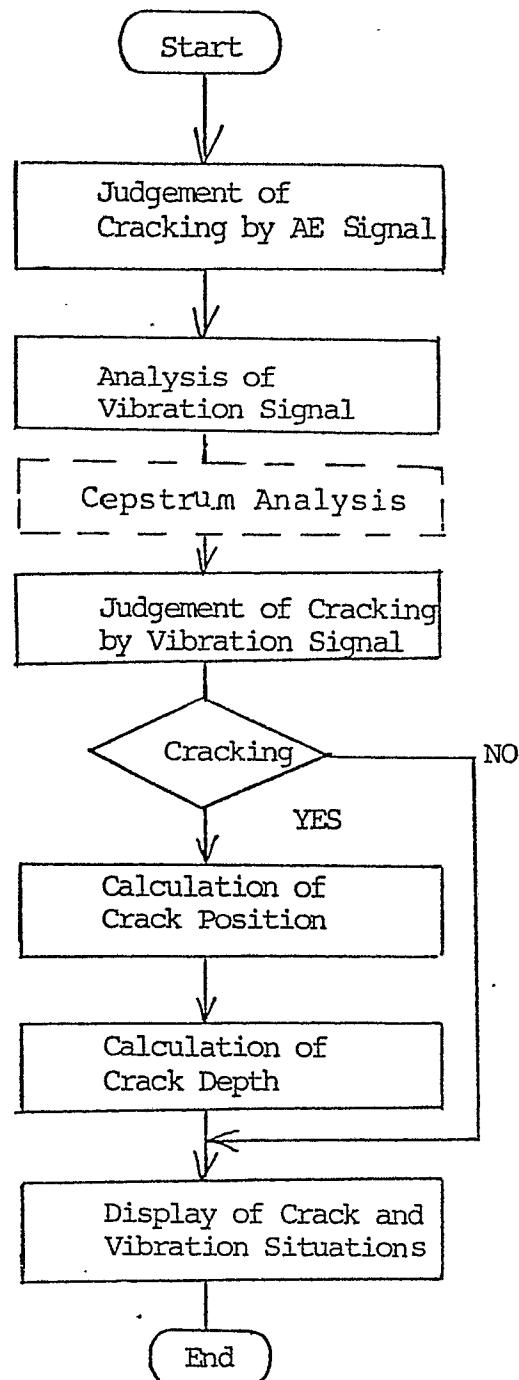 Start
Judgement of
Cracking by AE Signal
Analysis of
Vibration Signal
Cepstrum Analysis
Judgement of Cracking
by Vibration Signal
Cracking
NO
YES
Calculation of
Crack Position
Calculation of
Crack Depth
Display of Crack and
Vibration Situations
End